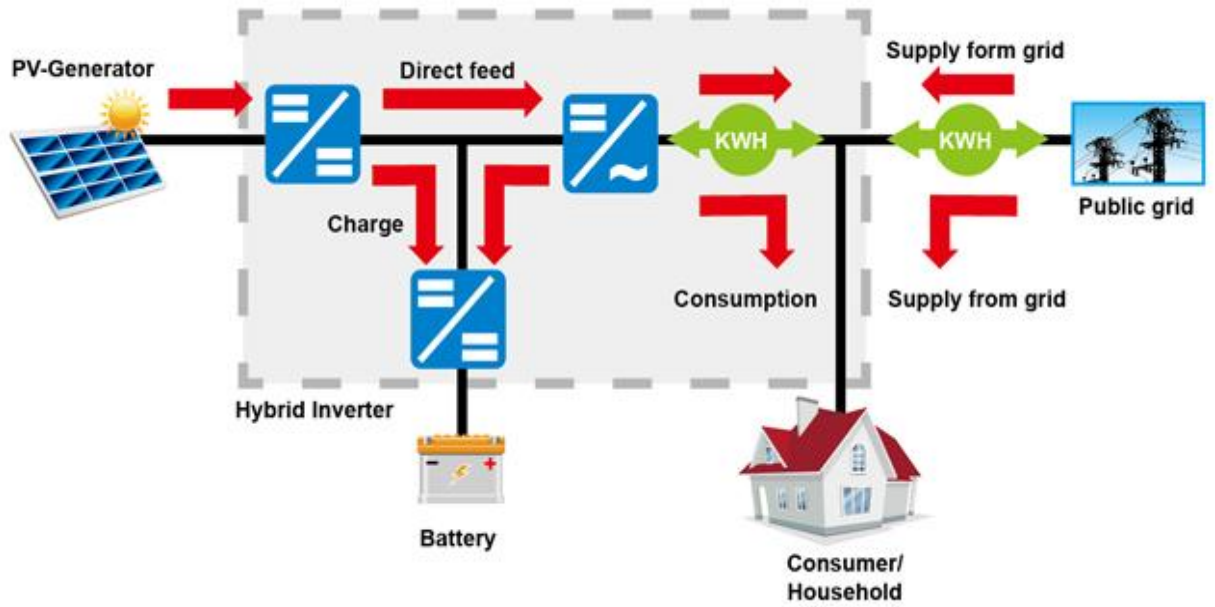 Supply form grid
PV-Generator
Direct feed
KWH
KWH
Public grid
Charge
Consumption
Supply from grid
Hybrid Inverter
Battery
Consumer/
Household